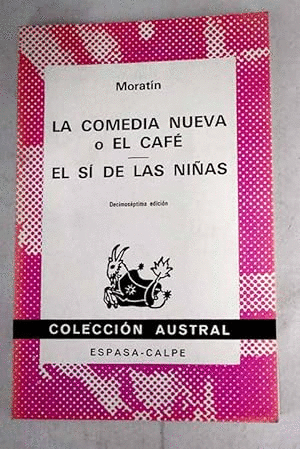 Moratín
LA COMEDIA NUEVA
o EL CAFÉ
EL SÍ DE LAS NIÑAS
Decimoséptima edición
COLECCIÓN AUSTRAL
ESPASA-CALPE